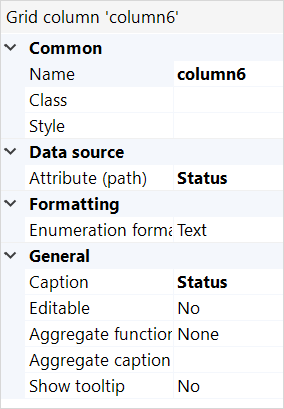 Grid column 'column6'
Common
Name column6
Class
Style
Data source
Attribute (path) Status
Formatting
Enumeration forma Text
General
Caption Status
Editable No
Aggregate function None
Aggregate caption
Show tooltip No